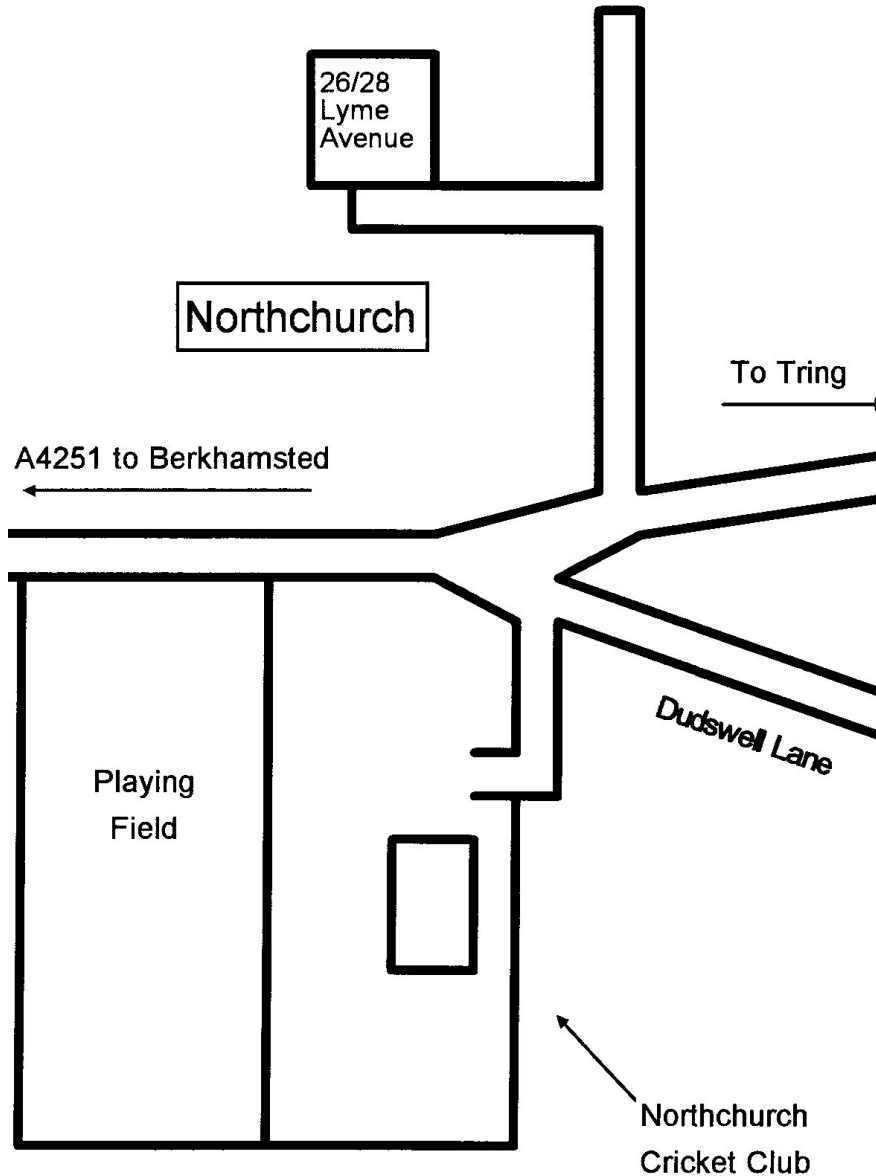 26/28
Lyme
Avenue
Northchurch
To Tring
A4251 to Berkhamsted
Dudswell Lane
Playing
Field
Northchurch
Cricket Club